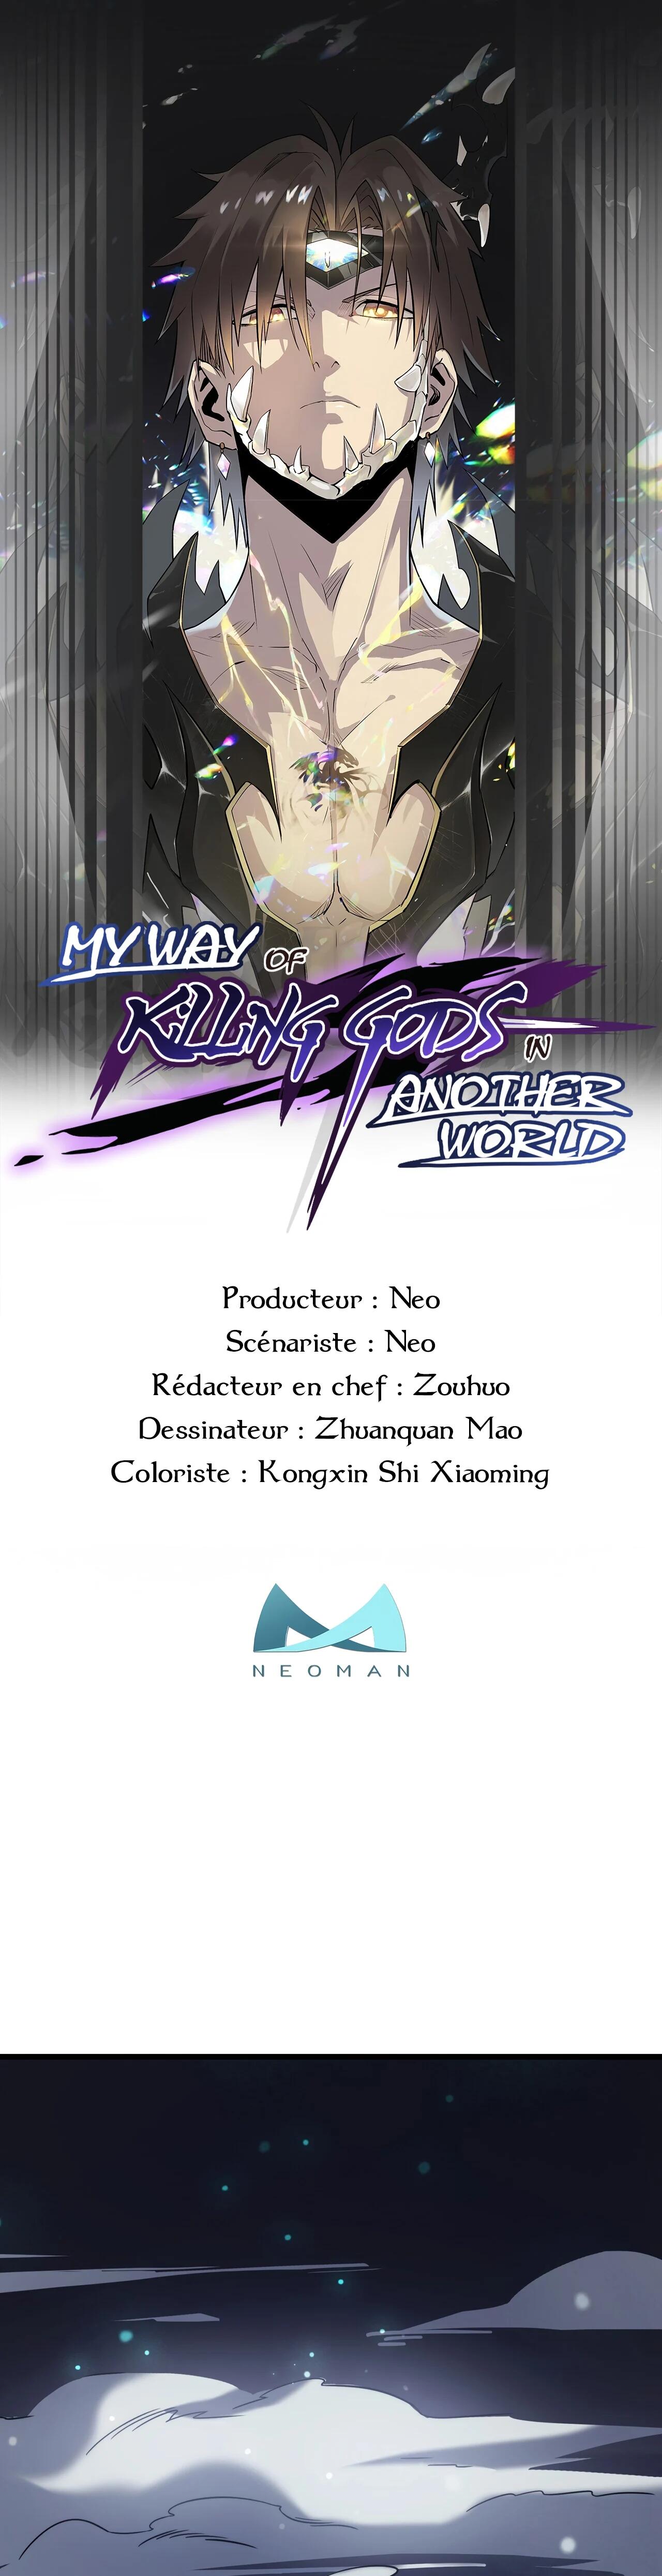 MY WAY OF
KILLING GODS IN
ANOTHER
WORLD
Producteur : Neo
Scénariste : Neo
Rédacteur en chef : Zouhuo
Dessinateur : Zhuanquan Mao
Coloriste : Kongxin Shi Xiaoming
NEOMAN